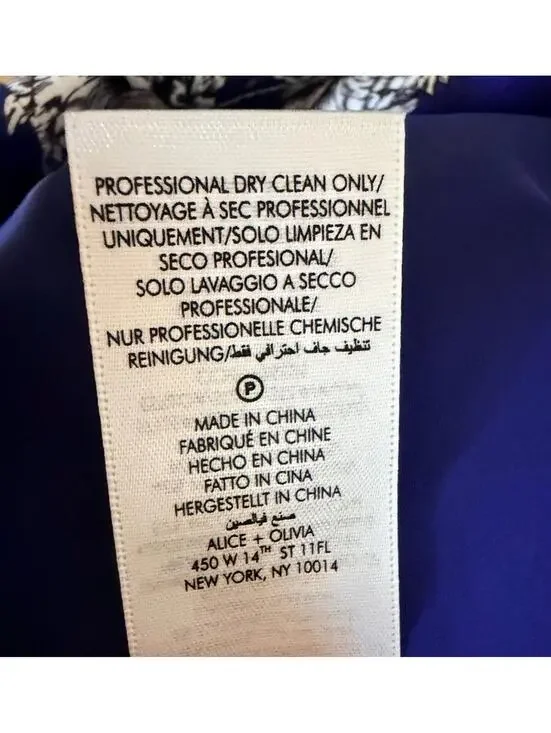 PROFESSIONAL DRY CLEAN ONLY/
NETTOYAGE À SEC PROFESSIONNEL
UNIQUEMENT/SOLO LIMPIEZA EN
SECO PROFESIONAL/
SOLO LAVAGGIO A SECCO
PROFESSIONALE/
NUR PROFESSIONELLE CHEMISCHE
REINIGUNG/تنظيف جاف احترافي فقط
P
MADE IN CHINA
FABRIQUÉ EN CHINE
HECHO EN CHINA
FATTO IN CINA
HERGESTELLT IN CHINA
صنع فيالصين
ALICE + OLIVIA
450 W 14TH ST 11FL
NEW YORK, NY 10014